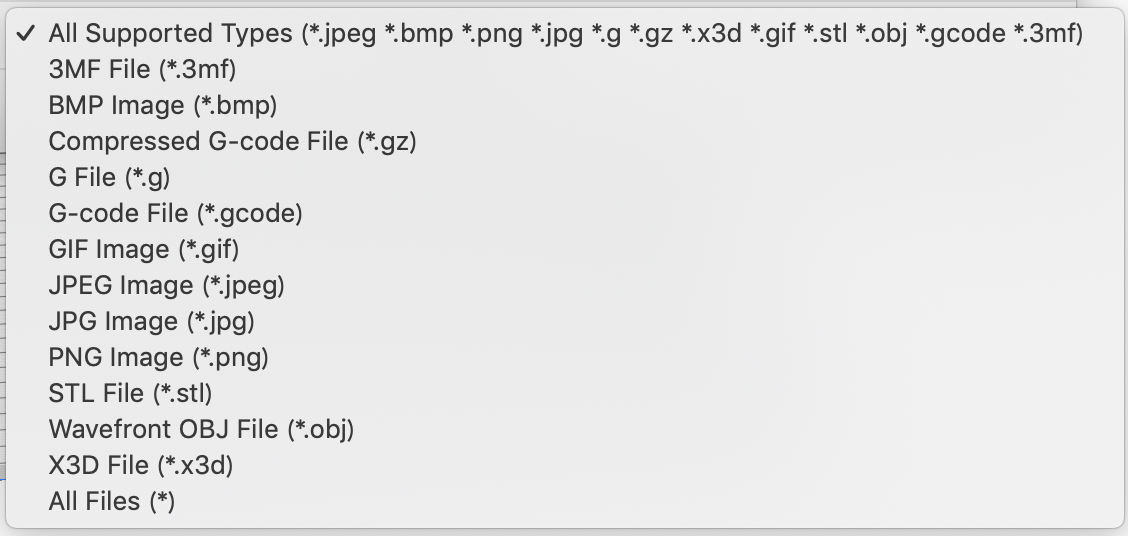 ✓ All Supported Types (*.jpeg *.bmp *.png *.jpg *.g *.gz *.x3d *.gif *.stl *.obj *.gcode *.3mf)
3MF File (*.3mf)
BMP Image (*.bmp)
Compressed G-code File (*.gz)
G File (*.g)
G-code File (*.gcode)
GIF Image (*.gif)
JPEG Image (*.jpeg)
JPG Image (*.jpg)
PNG Image (*.png)
STL File (*.stl)
Wavefront OBJ File (*.obj)
X3D File (*.x3d)
All Files (*)